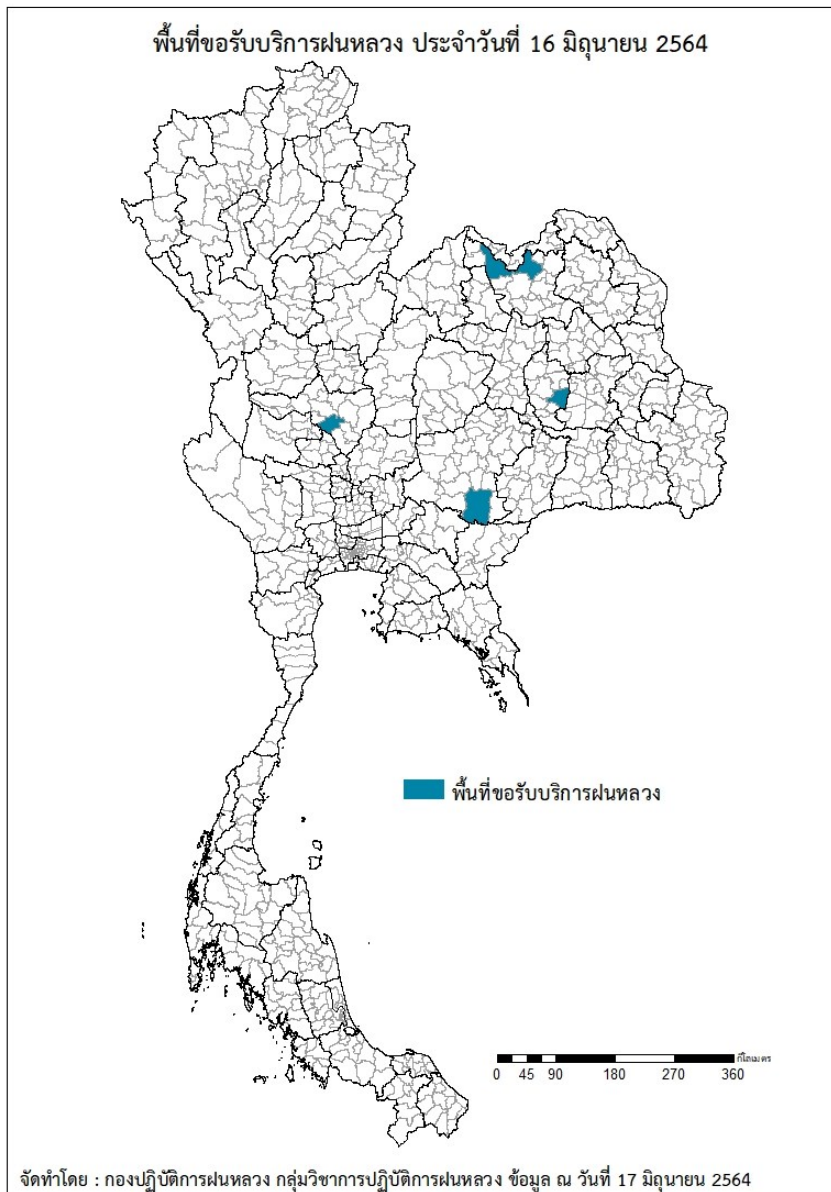 พื้นที่ขอรับบริการฝนหลวง ประจำวันที่ 16 มิถุนายน 2564
พื้นที่ขอรับบริการฝนหลวง
กิโลเมตร
0 45 90 180 270 360
จัดทำโดย : กองปฏิบัติการฝนหลวง กลุ่มวิชาการปฏิบัติการฝนหลวง ข้อมูล ณ วันที่ 17 มิถุนายน 2564